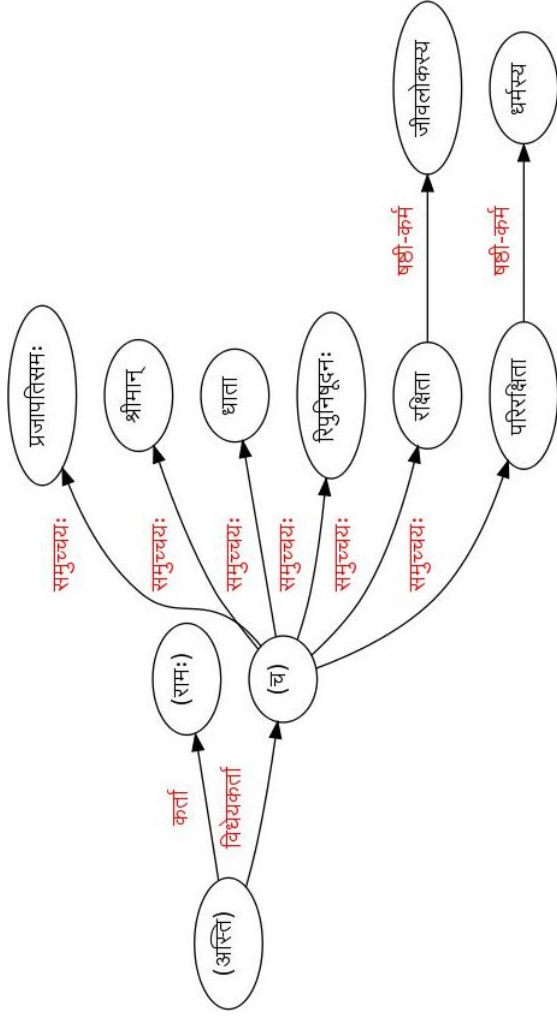 (अस्ति)
कर्ता
विधेयकर्ता
(रामः)
(च)
समुच्चयः
समुच्चयः
समुच्चयः
समुच्चयः
समुच्चयः
समुच्चयः
प्रजापतिसमः
श्रीमान्
धाता
रिपुनिषूदनः
रक्षिता
परिरक्षिता
षष्ठी-कर्म
षष्ठी-कर्म
जीवलोकस्य
धर्मस्य